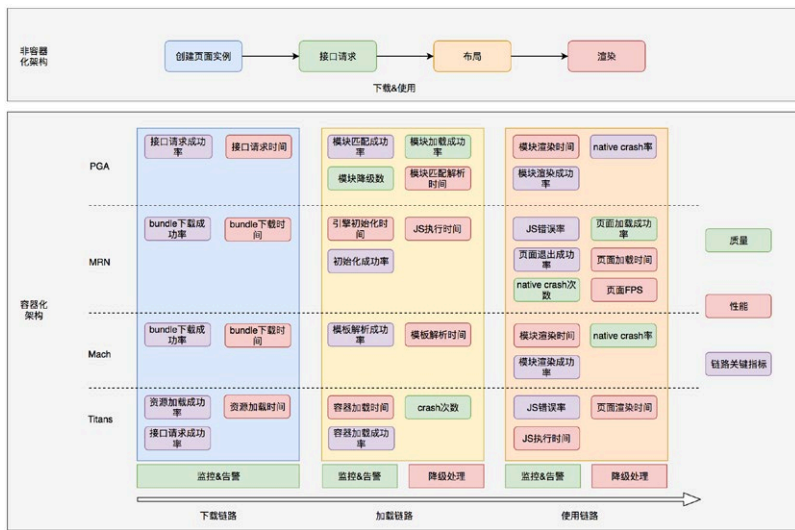 非容器
化架构
创建页面实例
接口请求
布局
渲染
下载&使用
容器化
架构
PGA
接口请求成功
率
接口请求时间
模块匹配成功
率
模块加载成功
率
模块降级数
模块匹配解析
时间
模块渲染时间
native crash率
模块渲染成功
率
MRN
bundle下载成
功率
bundle下载时
间
引擎初始化时
间
JS执行时间
初始化成功率
JS错误率
页面加载成功
率
页面退出成功
率
页面加载时间
native crash次
数
页面FPS
Mach
bundle下载成
功率
bundle下载时
间
模板解析成功
率
模板解析时间
模块渲染时间
native crash率
模块渲染成功
率
Titans
资源加载成功
率
资源加载时间
接口请求成功
率
容器加载时间
crash次数
容器加载成功
率
JS错误率
页面渲染时间
JS执行时间
质量
性能
链路关键指标
监控&告警
监控&告警
降级处理
监控&告警
降级处理
下载链路
加载链路
使用链路